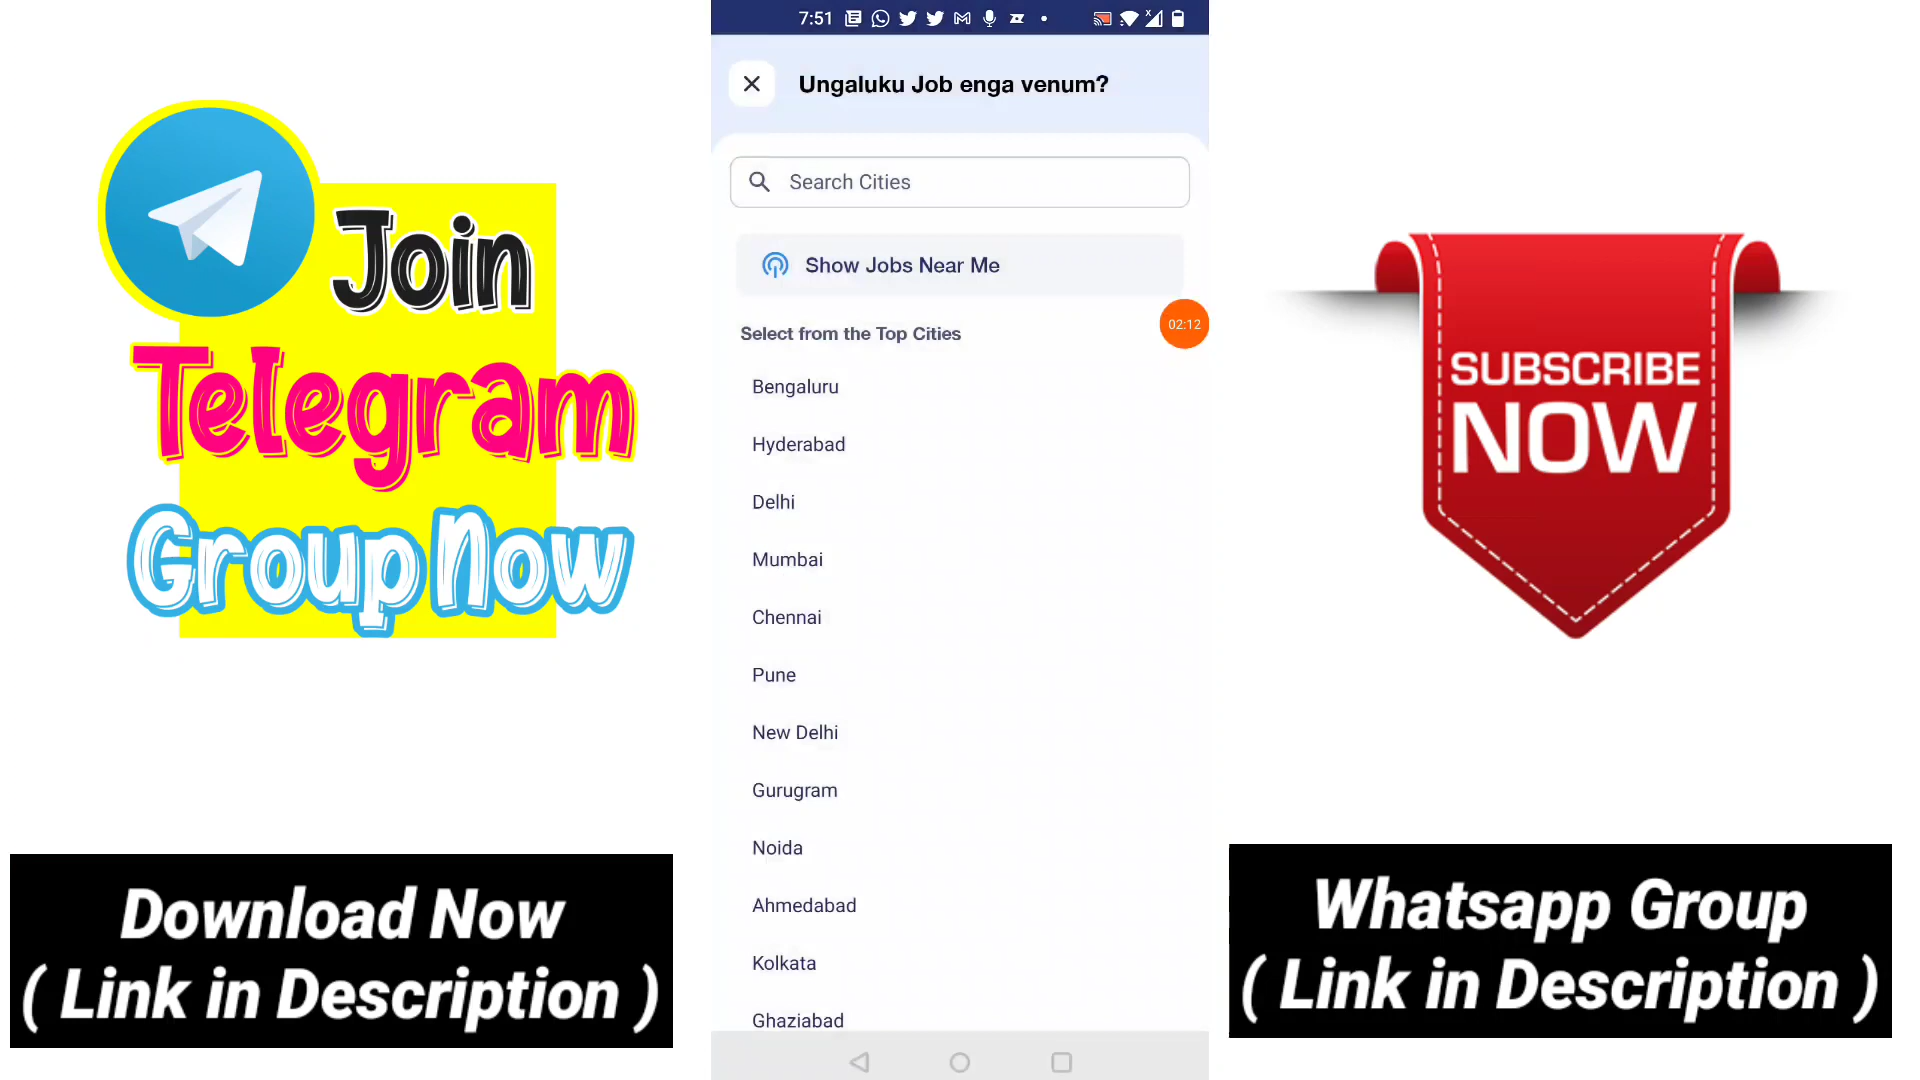 7:51
Ungaluku Job enga venum?
Search Cities
Show Jobs Near Me
02:12
Select from the Top Cities
Bengaluru
Hyderabad
Delhi
Mumbai
Chennai
Pune
New Delhi
Gurugram
Noida
Ahmedabad
Kolkata
Ghaziabad
Join
Telegram
Group Now
Download Now
( Link in Description )
SUBSCRIBE
NOW
Whatsapp Group
( Link in Description )